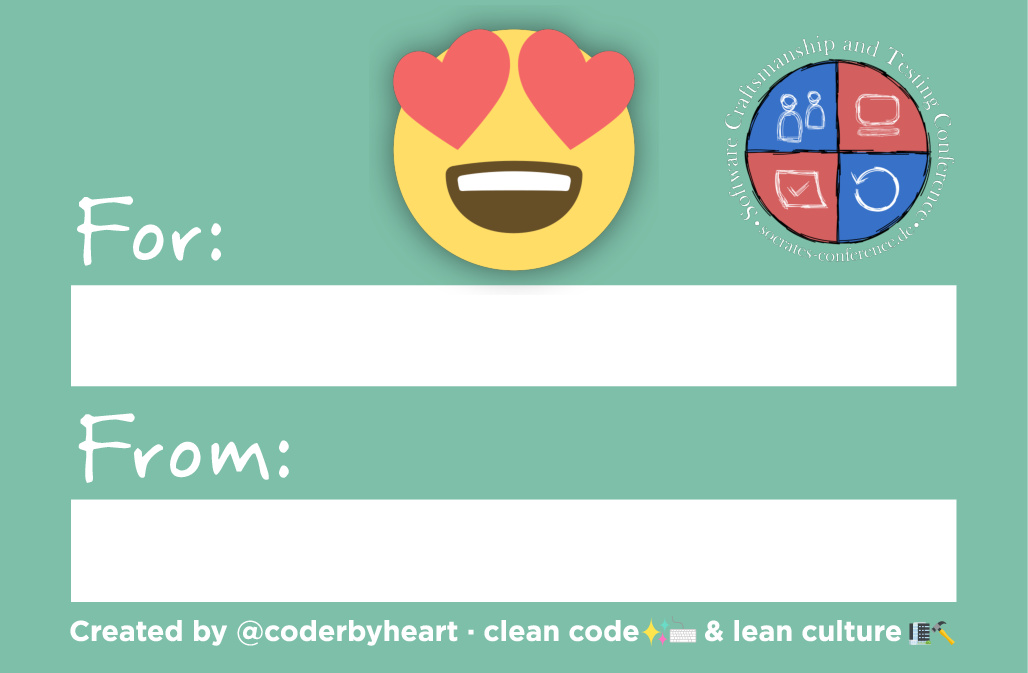 Software Craftsmanship and Testing Conference
• socrates-conference.de •
For:
From:
Created by @coderbyheart · clean code✨⌨️ & lean culture 🎛️🔨